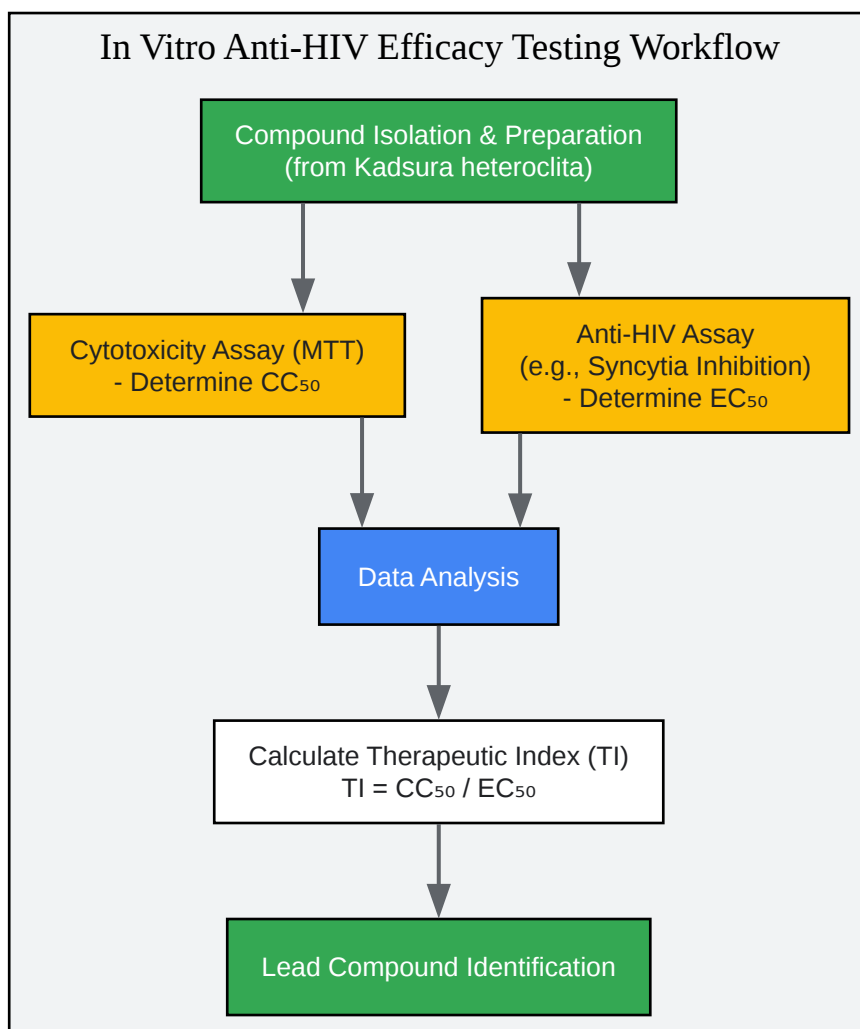 In Vitro Anti-HIV Efficacy Testing Workflow
Compound Isolation & Preparation
(from Kadsura heteroclita)
Cytotoxicity Assay (MTT)
- Determine CC₅₀
Anti-HIV Assay
(e.g., Syncytia Inhibition)
- Determine EC₅₀
Data Analysis
Calculate Therapeutic Index (TI)
TI = CC₅₀ / EC₅₀
Lead Compound Identification